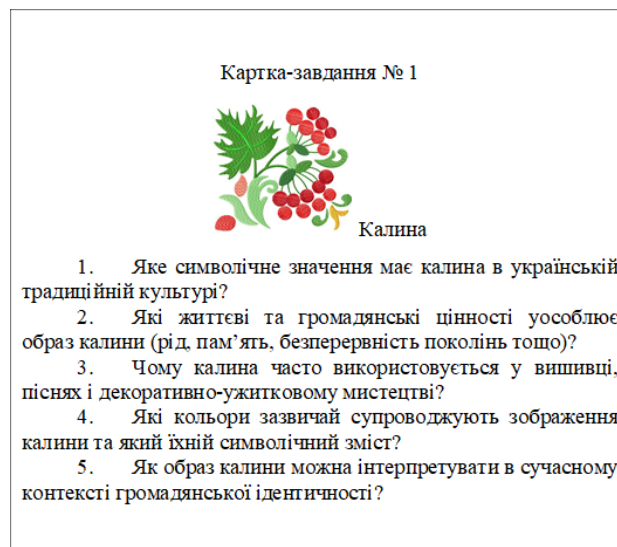 Картка-завдання № 1
Калина
1. Яке символічне значення має калина в українській
традиційній культурі?
2. Які життєві та громадянські цінності уособлює
образ калини (рід, пам’ять, безперервність поколінь тощо)?
3. Чому калина часто використовується у вишивці,
піснях і декоративно-ужитковому мистецтві?
4. Які кольори зазвичай супроводжують зображення
калини та який їхній символічний зміст?
5. Як образ калини можна інтерпретувати в сучасному
контексті громадянської ідентичності?